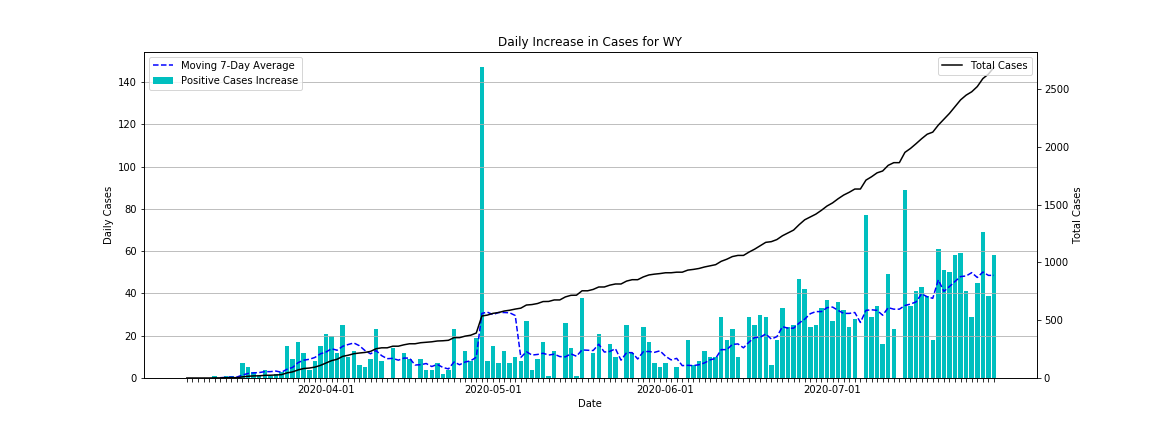 Daily Increase in Cases for WY
Moving 7-Day Average
Positive Cases Increase
Total Cases
140
120
100
80
60
40
20
0
Daily Cases
2500
2000
1500
1000
500
0
Total Cases
2020-04-01
2020-05-01
2020-06-01
2020-07-01
Date